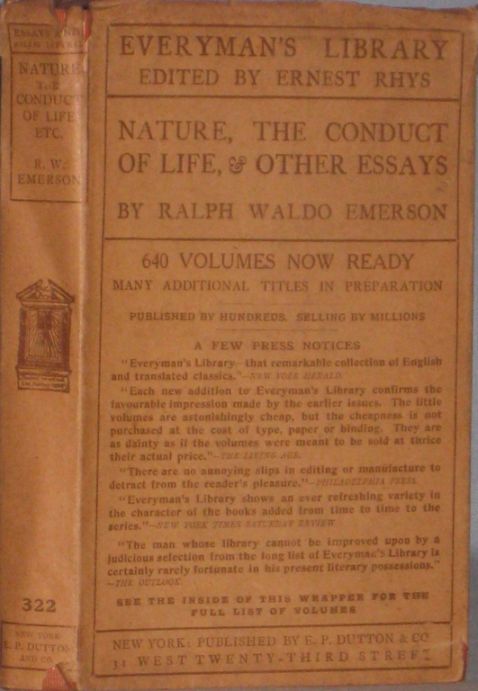 ESSAYS AND
BELLES LETTRES
NATURE
THE
CONDUCT
OF LIFE
ETC.
R. W.
EMERSON
322
NEW YORK
E. P. DUTTON
AND CO
EVERYMAN'S LIBRARY
EDITED BY ERNEST RHYS
NATURE, THE CONDUCT
OF LIFE, & OTHER ESSAYS
BY RALPH WALDO EMERSON
640 VOLUMES NOW READY
MANY ADDITIONAL TITLES IN PREPARATION
PUBLISHED BY HUNDREDS, SELLING BY MILLIONS
A FEW PRESS NOTICES
"Everyman's Library—that remarkable collection of English
and translated classics."—NEW YORK HERALD.
"Each new addition to Everyman's Library confirms the
favourable impression made by the earlier issues. The little
volumes are astonishingly cheap, but the cheapness is not
purchased at the cost of type, paper or binding. They are
as dainty as if the volumes were meant to be sold at thrice
their actual price."—THE LIVING AGE.
"There are no annoying slips in editing or manufacture to
detract from the reader's pleasure."—PHILADELPHIA PRESS.
"Everyman's Library shows an ever refreshing variety in
the character of the books added from time to time to the
series."—NEW YORK TIMES SATURDAY REVIEW.
"The man whose library cannot be improved upon by a
judicious selection from the long list of Everyman's Library is
certainly rarely fortunate in his present literary possessions."
—THE OUTLOOK.
SEE THE INSIDE OF THIS WRAPPER FOR THE
FULL LIST OF VOLUMES
NEW YORK: PUBLISHED BY E. P. DUTTON & CO
31 WEST TWENTY-THIRD STREET